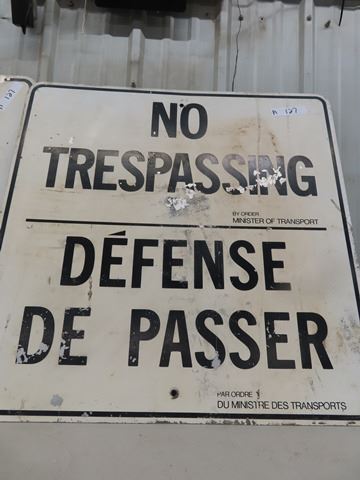 NO
TRESPASSING
BY ORDER
MINISTER OF TRANSPORT
DÉFENSE
DE PASSER
PAR ORDRE
DU MINISTRE DES TRANSPORTS